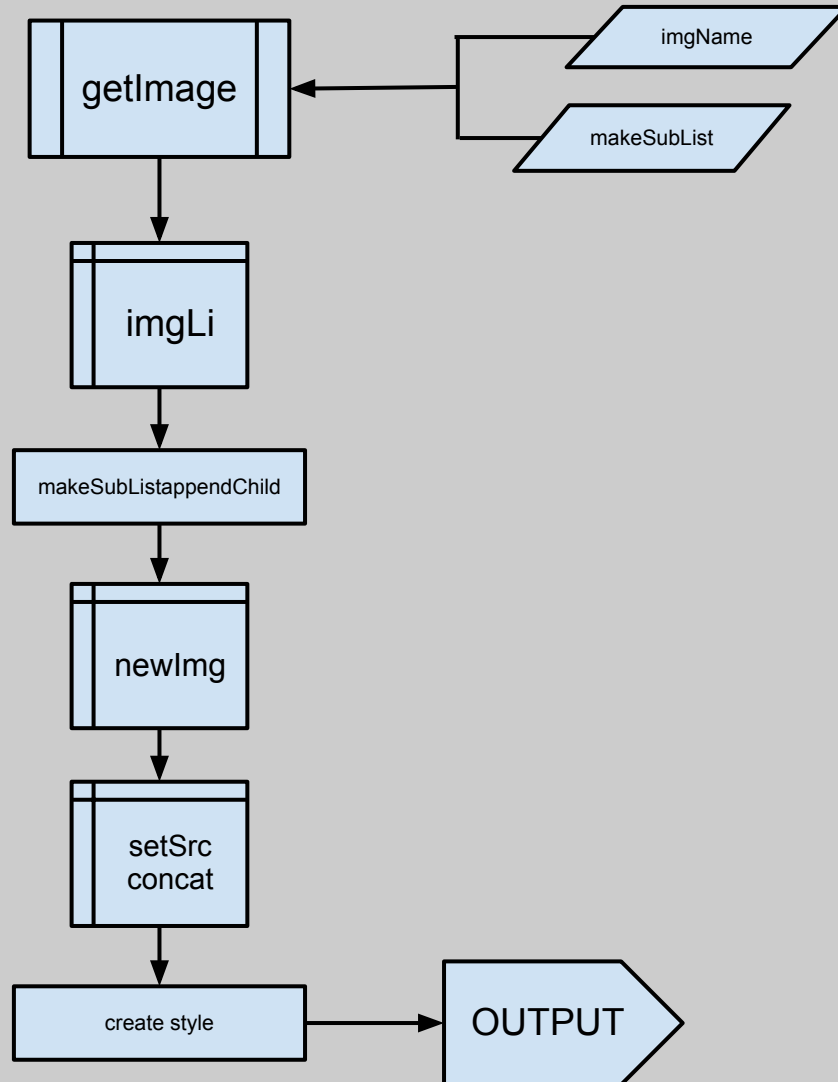 getImage
imgName
makeSubList
imgLi
makeSubListappendChild
newImg
setSrc
concat
create style
OUTPUT